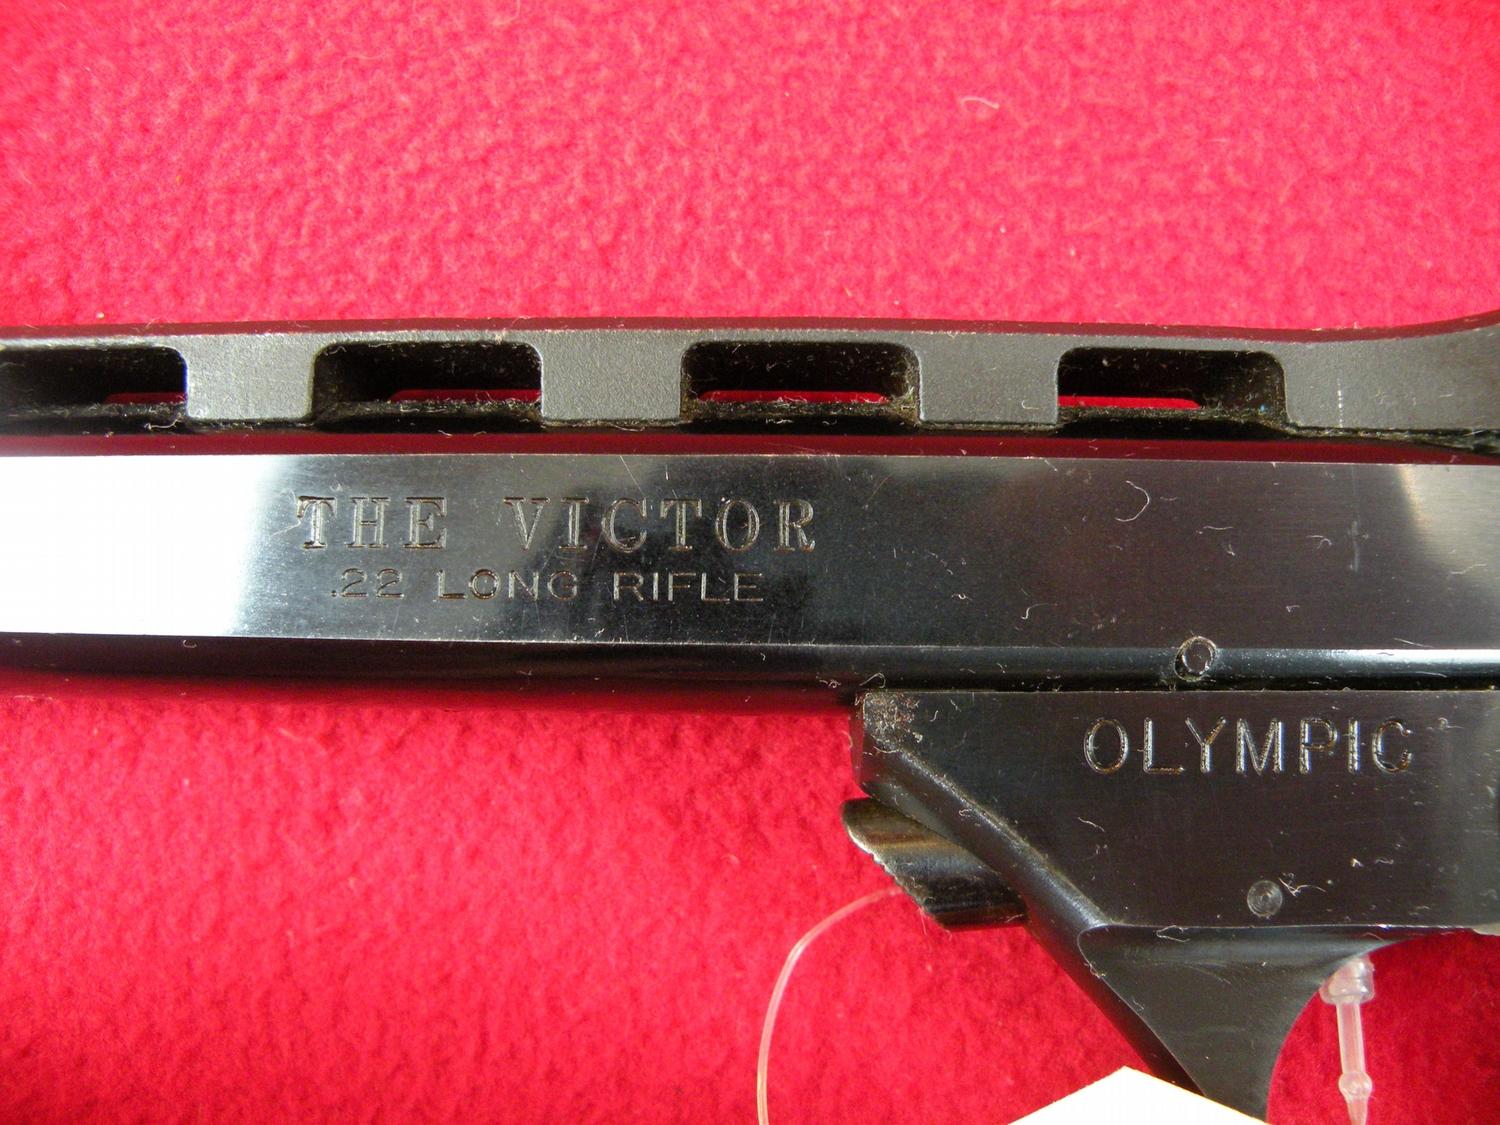 THE VICTOR
.22 LONG RIFLE
OLYMPIC